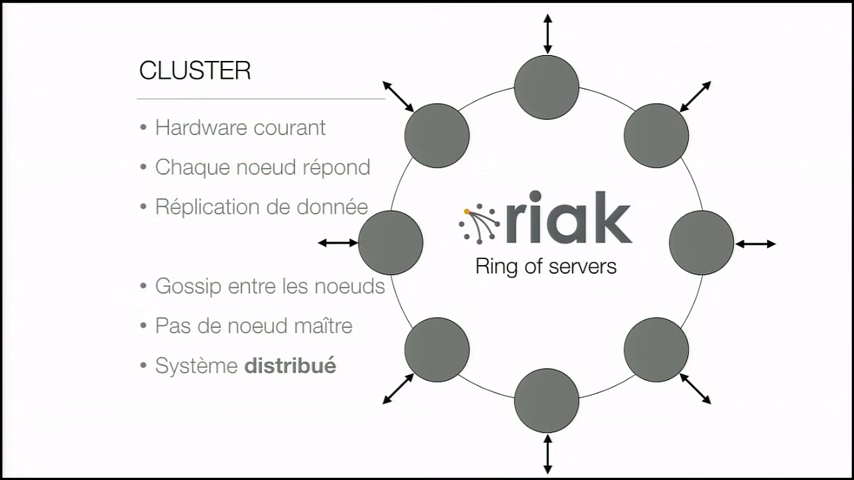 CLUSTER
• Hardware courant
• Chaque noeud répond
• Réplication de donnée
• Gossip entre les noeuds
• Pas de noeud maître
• Système distribué
riak
Ring of servers